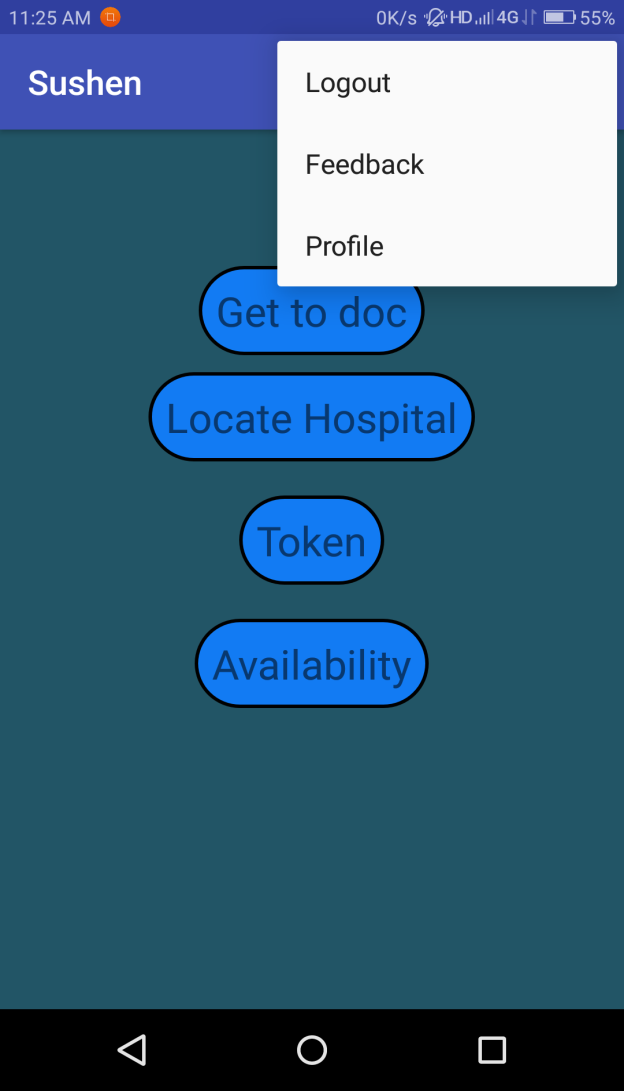 11:25 AM 0K/s HD 4G 55%
Sushen
Logout
Feedback
Profile
Get to doc
Locate Hospital
Token
Availability